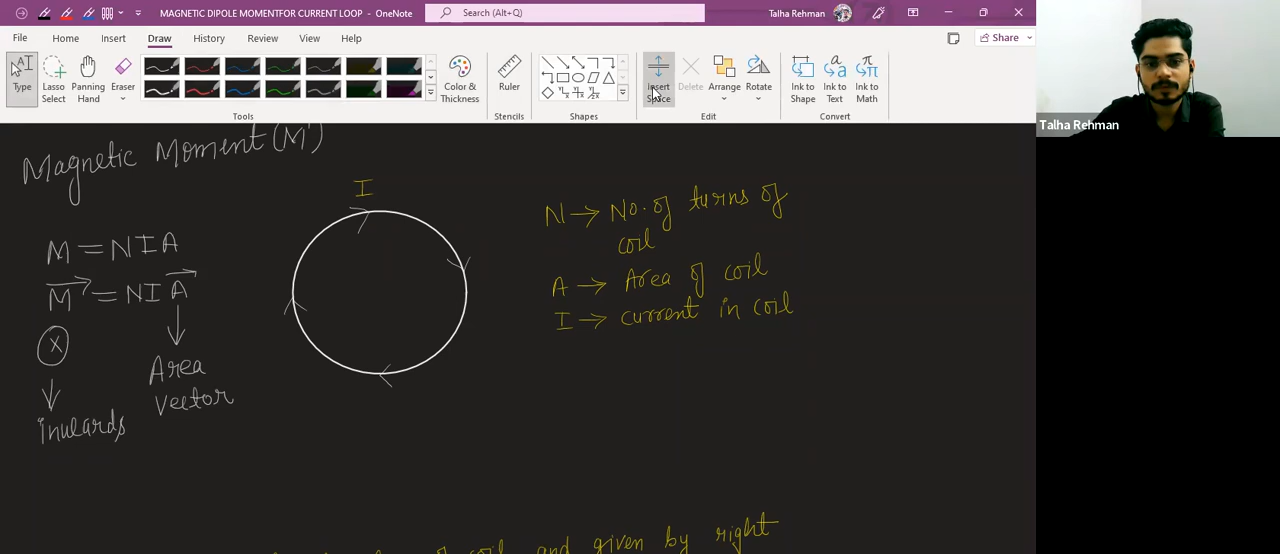 MAGNETIC DIPOLE MOMENTFOR CURRENT LOOP - OneNote
Search (Alt+Q)
Talha Rehman
File
Home
Insert
Draw
History
Review
View
Help
Share
Type
Lasso Select
Panning Hand
Eraser
Color & Thickness
Ruler
Insert Space
Delete
Arrange
Rotate
Ink to Shape
Ink to Text
Ink to Math
Tools
Stencils
Shapes
Edit
Convert
Talha Rehman
Magnetic Moment (M)
I
M = NIA
M = NI A
X
inwards
Area
Vector
N → No. of turns of
coil
A → Area of coil
I → current in coil
of coil and given by right